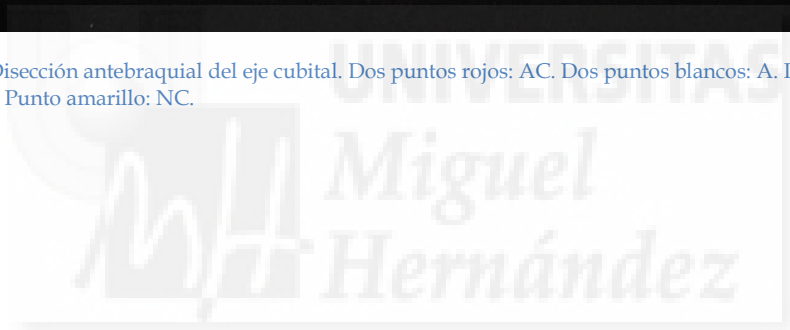 Disección antebraquial del eje cubital. Dos puntos rojos: AC. Dos puntos blancos: A.
Punto amarillo: NC.
UNIVERSITAS
Miguel
Hernández